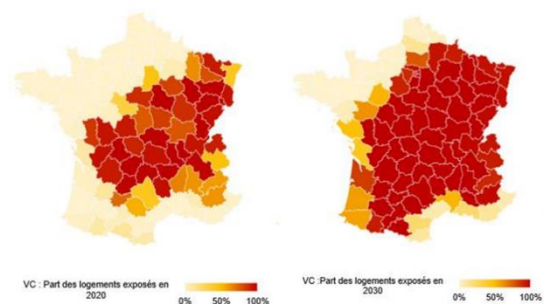 VC : Part des logements exposés en
2020
0% 50% 100%
VC :Part des logements exposés en
2030
0% 50% 100%